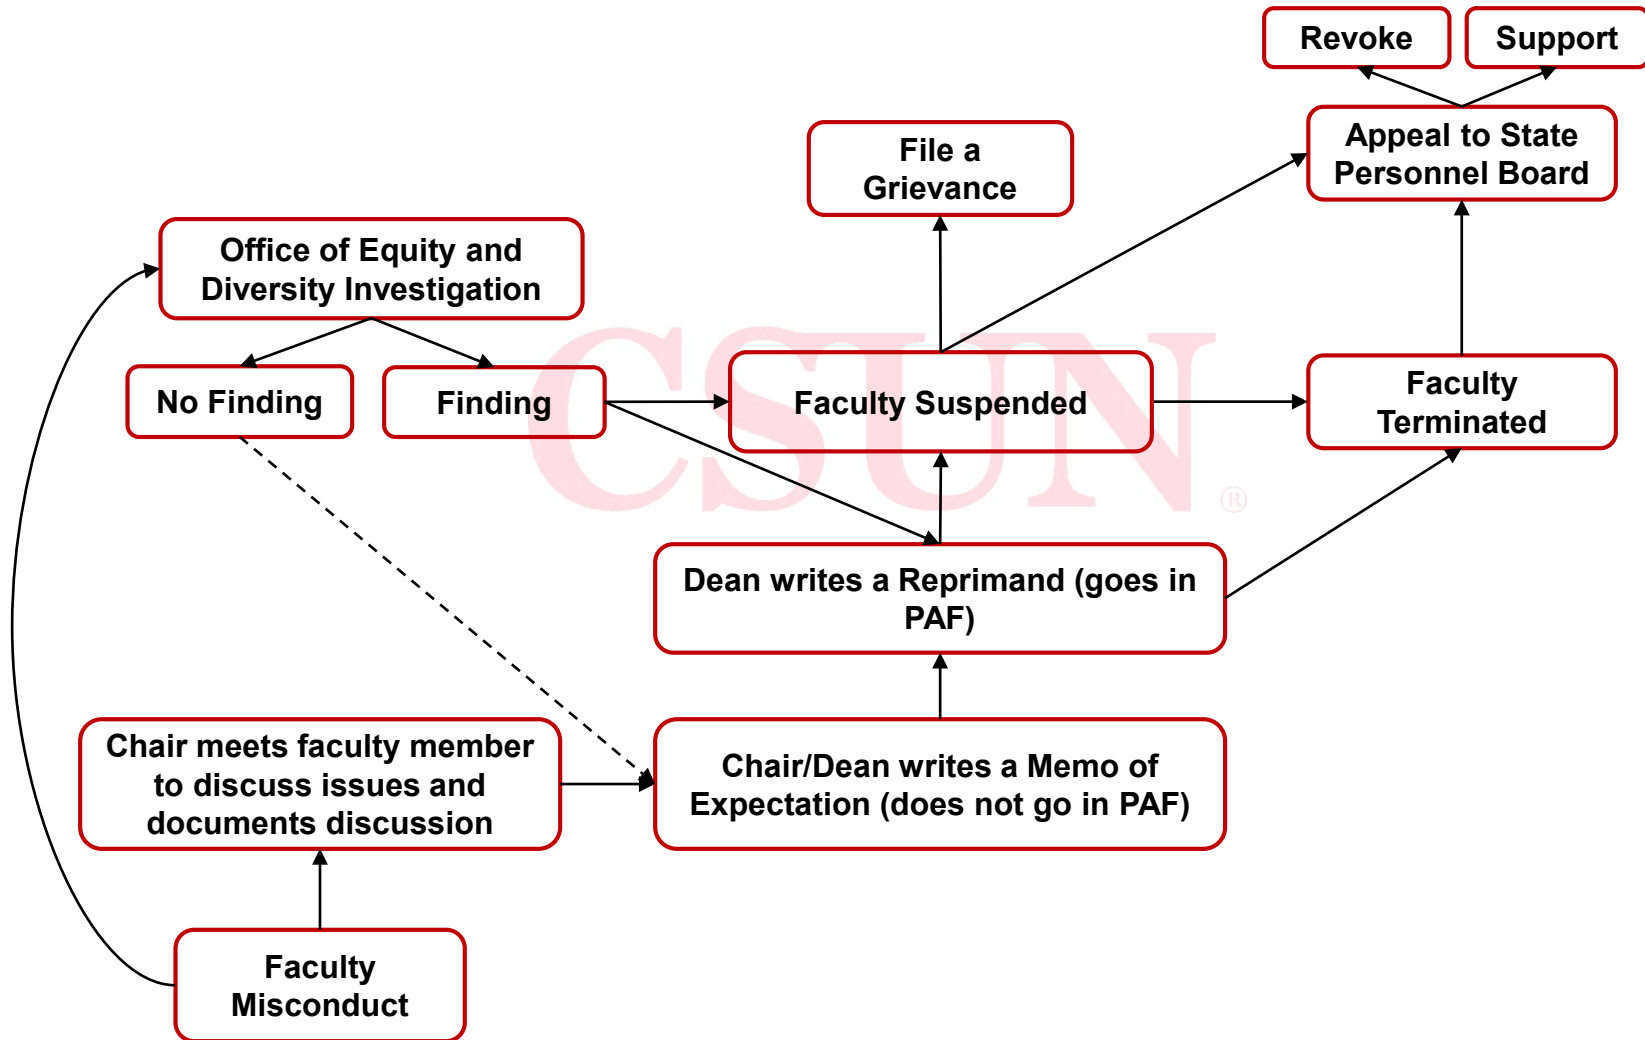 Revoke
Support
Appeal to State
Personnel Board
File a
Grievance
Office of Equity and
Diversity Investigation
No Finding
Finding
Faculty Suspended
Faculty
Terminated
CSUN®
Dean writes a Reprimand (goes in
PAF)
Chair meets faculty member
to discuss issues and
documents discussion
Chair/Dean writes a Memo of
Expectation (does not go in PAF)
Faculty
Misconduct